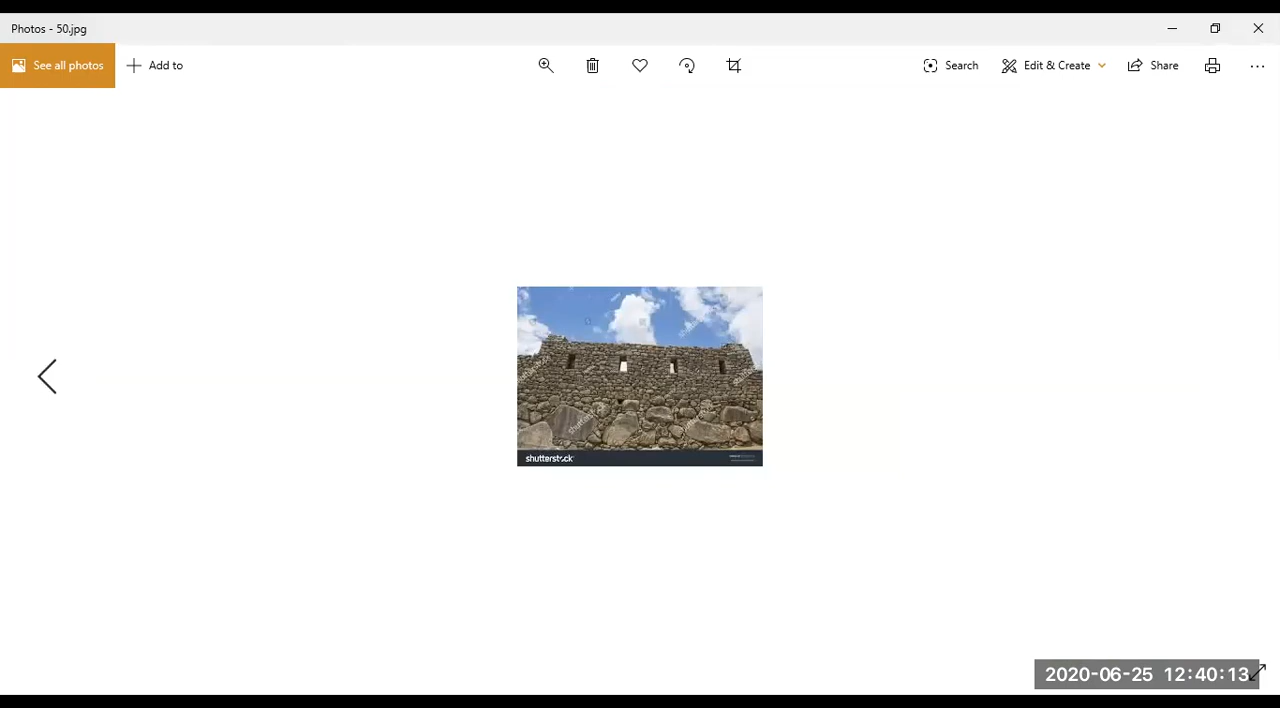 Photos - 50.jpg
See all photos
Add to
Search
Edit & Create
Share
shutterstock
2020-06-25 12:40:13